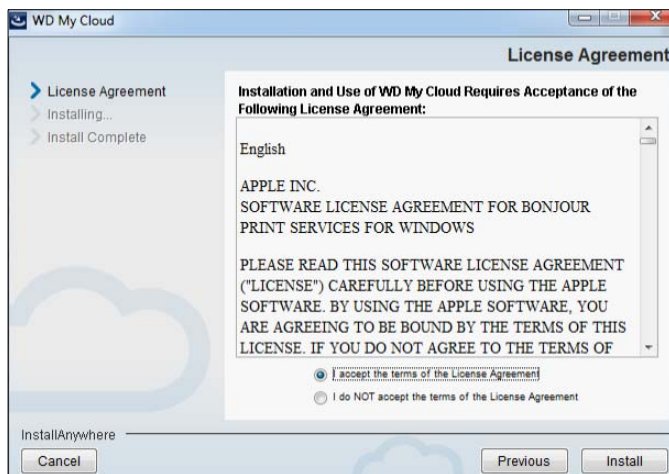 WD My Cloud
License Agreement
License Agreement
Installing...
Install Complete
Installation and Use of WD My Cloud Requires Acceptance of the
Following License Agreement:
English
APPLE INC.
SOFTWARE LICENSE AGREEMENT FOR BONJOUR
PRINT SERVICES FOR WINDOWS
PLEASE READ THIS SOFTWARE LICENSE AGREEMENT
("LICENSE") CAREFULLY BEFORE USING THE APPLE
SOFTWARE. BY USING THE APPLE SOFTWARE, YOU
ARE AGREEING TO BE BOUND BY THE TERMS OF THIS
LICENSE. IF YOU DO NOT AGREE TO THE TERMS OF
I accept the terms of the License Agreement
I do NOT accept the terms of the License Agreement
InstallAnywhere
Cancel
Previous
Install